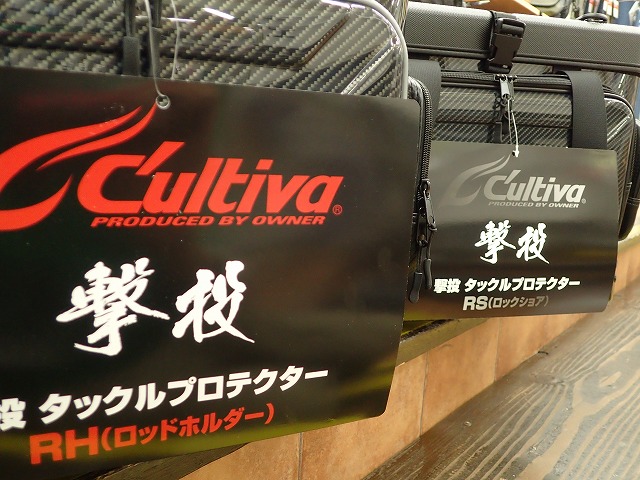 C'ultiva®
PRODUCED BY OWNER
撃投
投 タックルプロテクター
RH(ロッドホルダー)
C'ultiva®
PRODUCED BY OWNER
撃投
撃投 タックルプロテクター
RS(ロックショア)